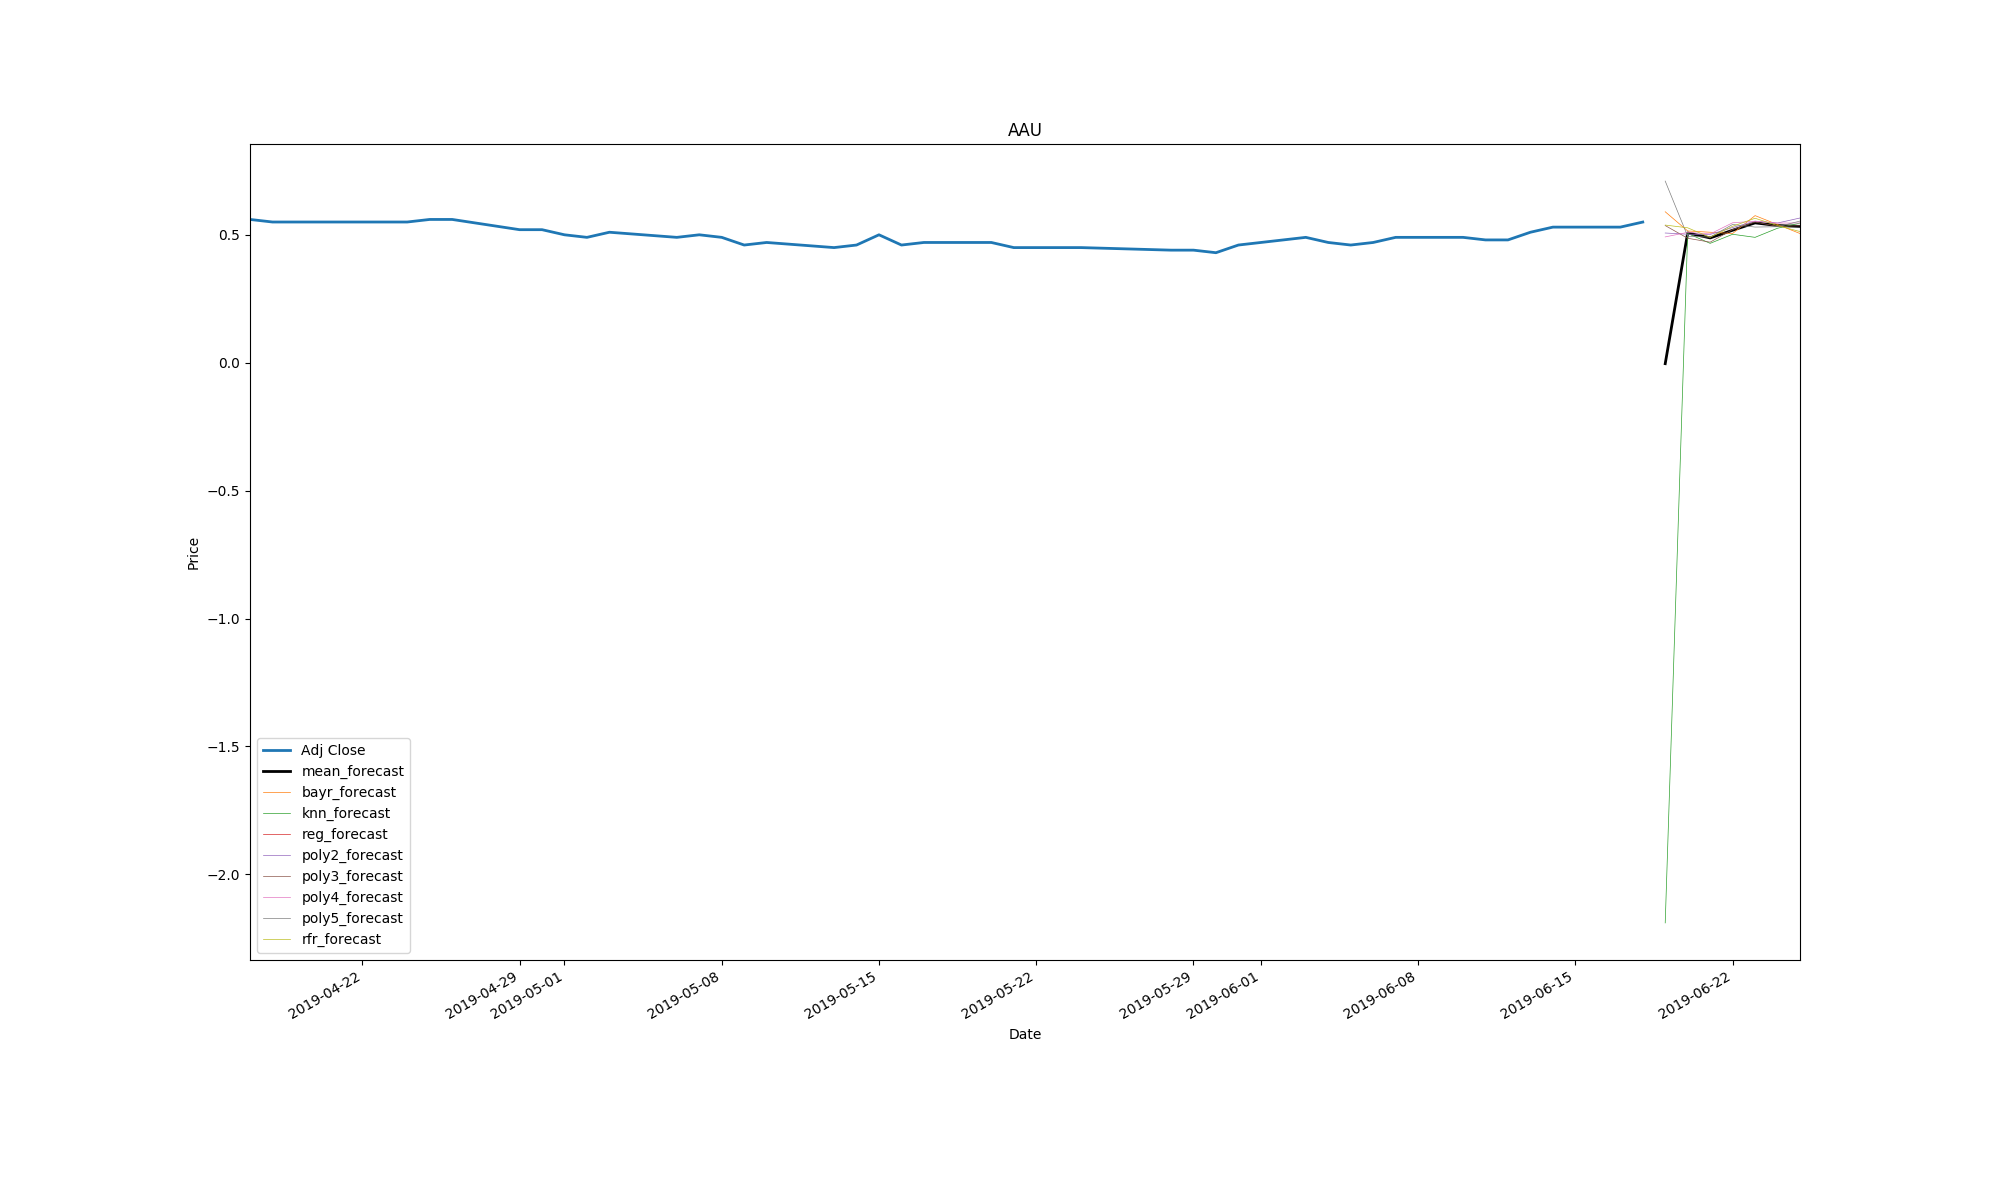 AAU
0.5
0.0
−0.5
−1.0
−1.5
−2.0
Price
Adj Close
mean_forecast
bayr_forecast
knn_forecast
reg_forecast
poly2_forecast
poly3_forecast
poly4_forecast
poly5_forecast
rfr_forecast
2019-04-22
2019-04-29
2019-05-01
2019-05-08
2019-05-15
2019-05-22
2019-05-29
2019-06-01
2019-06-08
2019-06-15
2019-06-22
Date